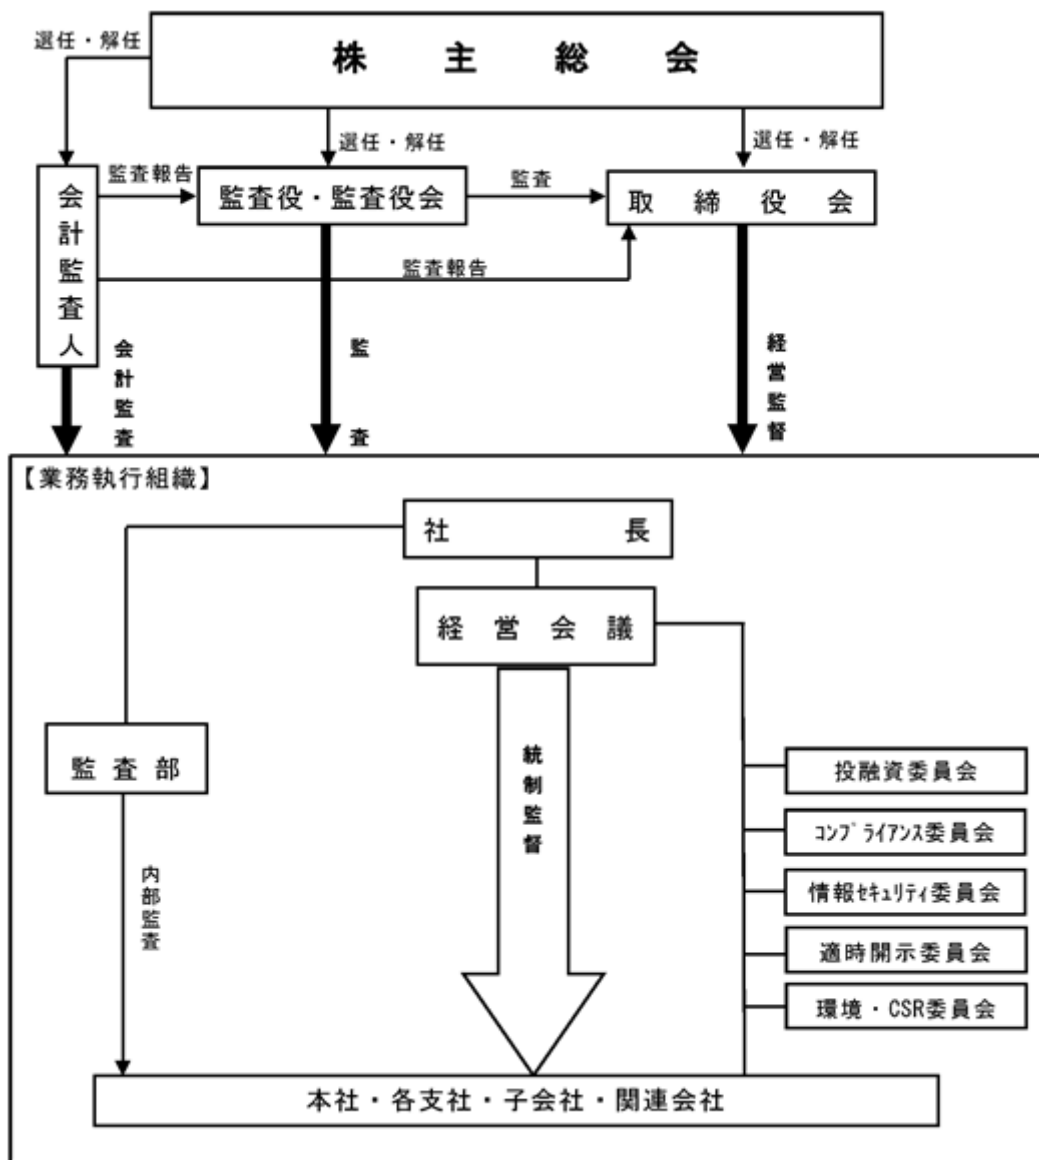 選任・解任
株主総会
選任・解任
選任・解任
会計監査人
監査報告
監査役・監査役会
監査
取締役会
監査報告
会計監査
監査
経営監督
【業務執行組織】
社長
経営会議
監査部
統制監督
投融資委員会
コンプライアンス委員会
情報セキュリティ委員会
適時開示委員会
環境・CSR委員会
内部監査
本社・各支社・子会社・関連会社